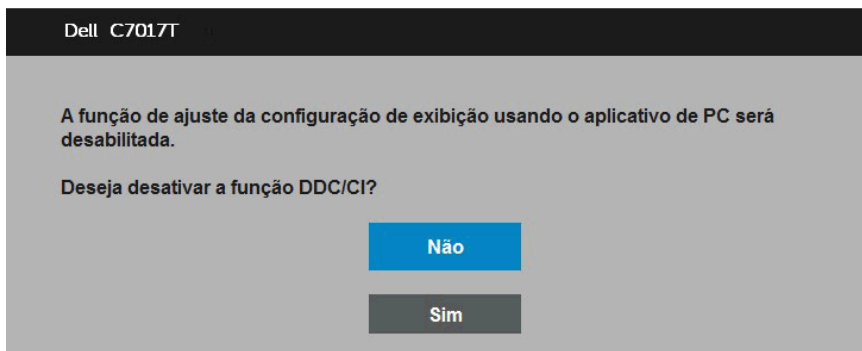 Dell C7017T
A função de ajuste da configuração de exibição usando o aplicativo de PC será
desabilitada.
Deseja desativar a função DDC/CI?
Não
Sim